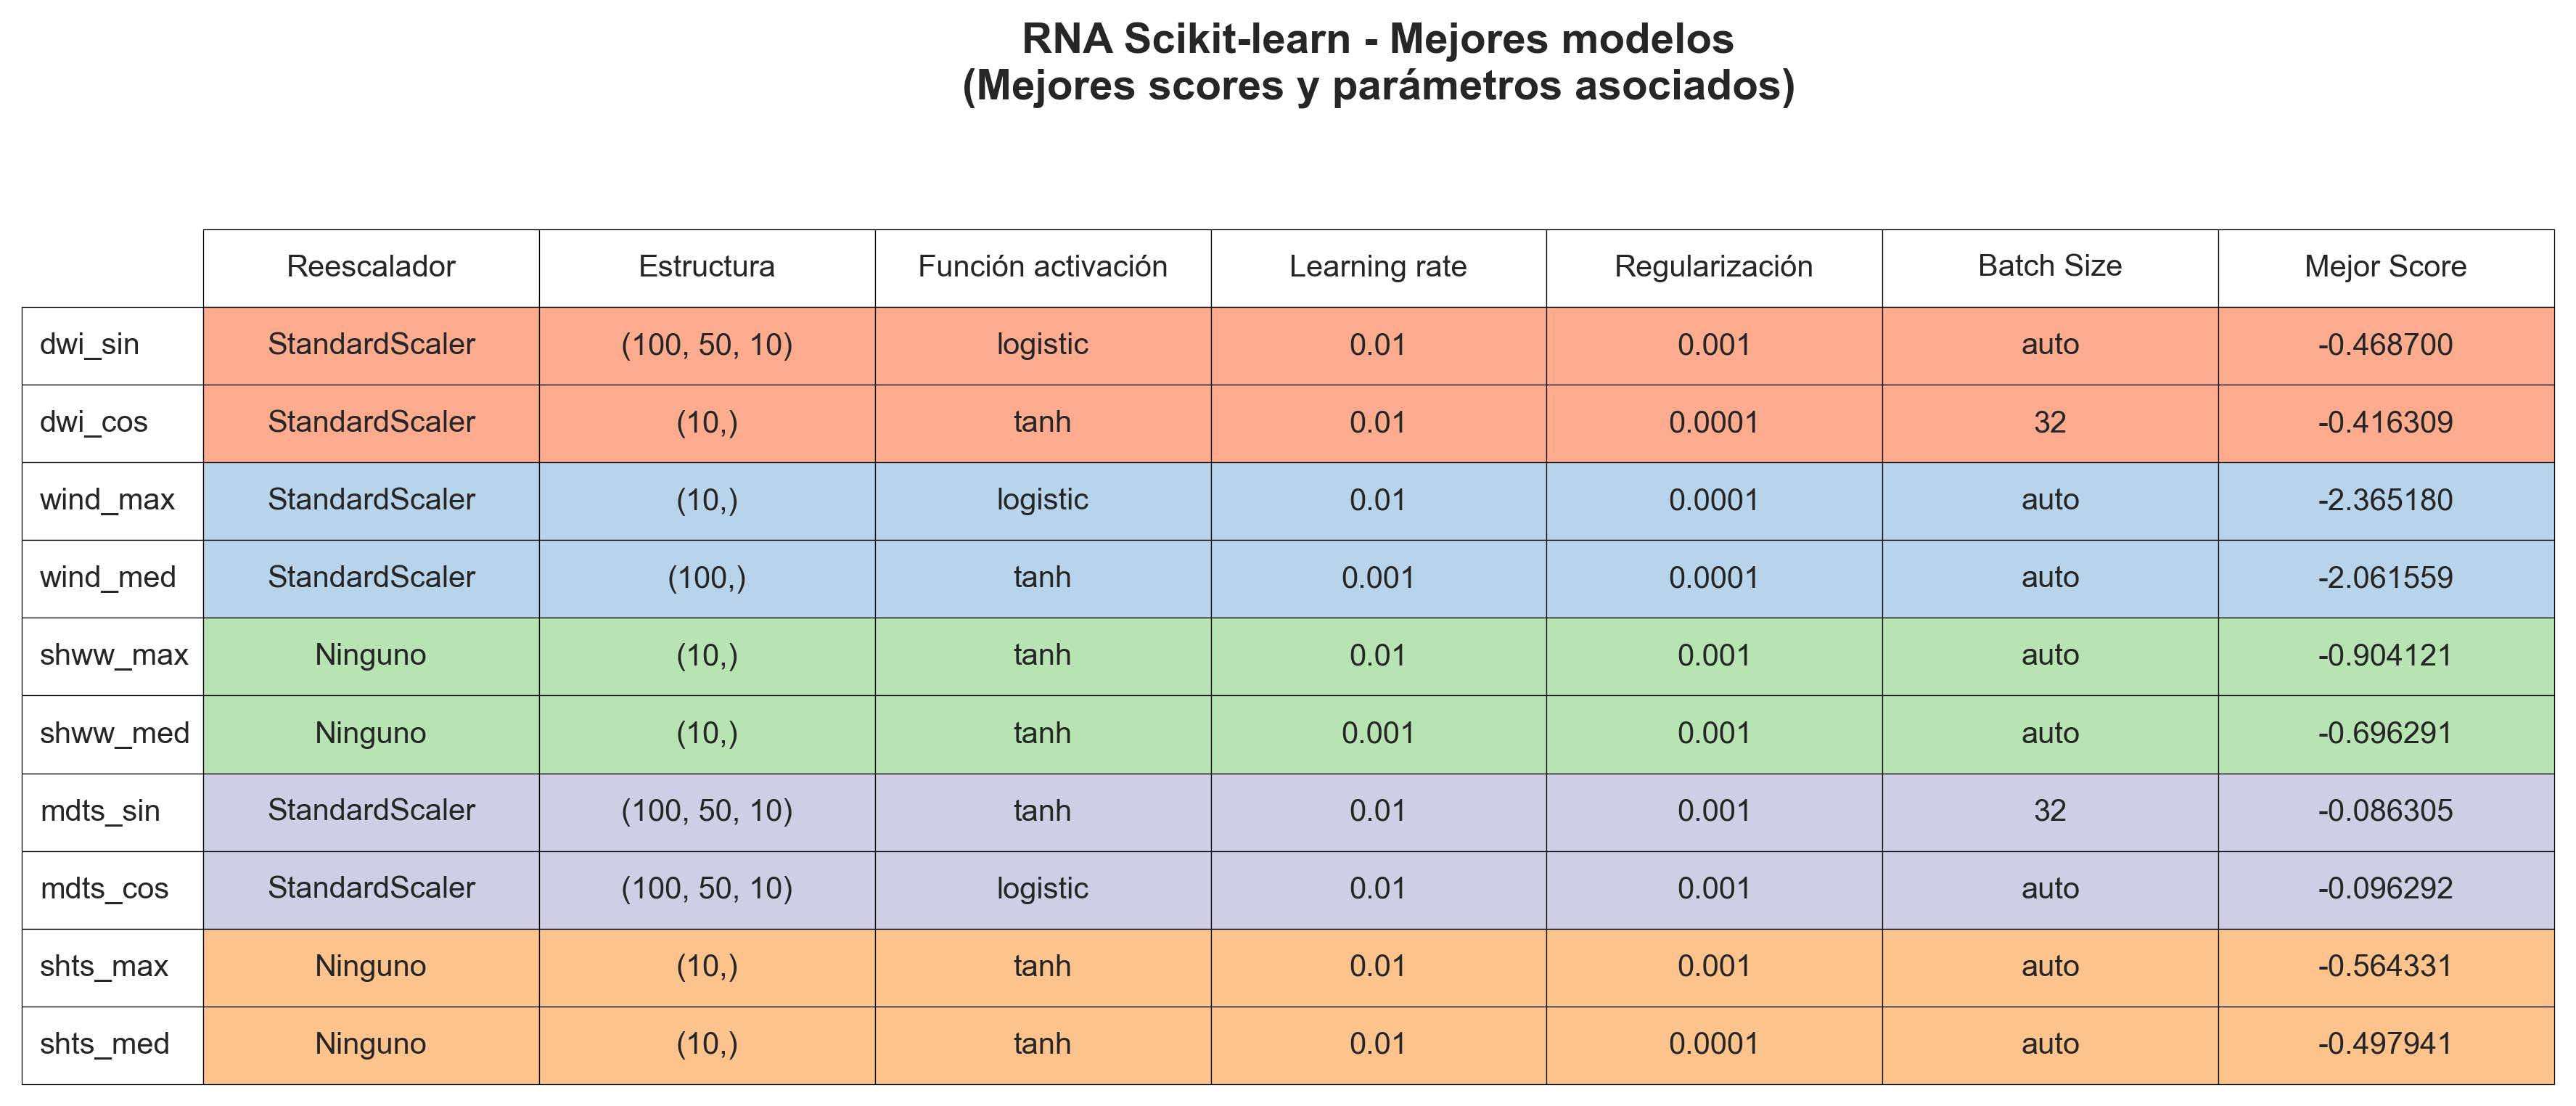 RNA Scikit-learn - Mejores modelos
(Mejores scores y parámetros asociados)
Reescalador Estructura Función activación Learning rate Regularización Batch Size Mejor Score
dwi_sin StandardScaler (100, 50, 10) logistic 0.01 0.001 auto -0.468700
dwi_cos StandardScaler (10,) tanh 0.01 0.0001 32 -0.416309
wind_max StandardScaler (10,) logistic 0.01 0.0001 auto -2.365180
wind_med StandardScaler (100,) tanh 0.001 0.0001 auto -2.061559
shww_max Ninguno (10,) tanh 0.01 0.001 auto -0.904121
shww_med Ninguno (10,) tanh 0.001 0.001 auto -0.696291
mdts_sin StandardScaler (100, 50, 10) tanh 0.01 0.001 32 -0.086305
mdts_cos StandardScaler (100, 50, 10) logistic 0.01 0.001 auto -0.096292
shts_max Ninguno (10,) tanh 0.01 0.001 auto -0.564331
shts_med Ninguno (10,) tanh 0.01 0.0001 auto -0.497941